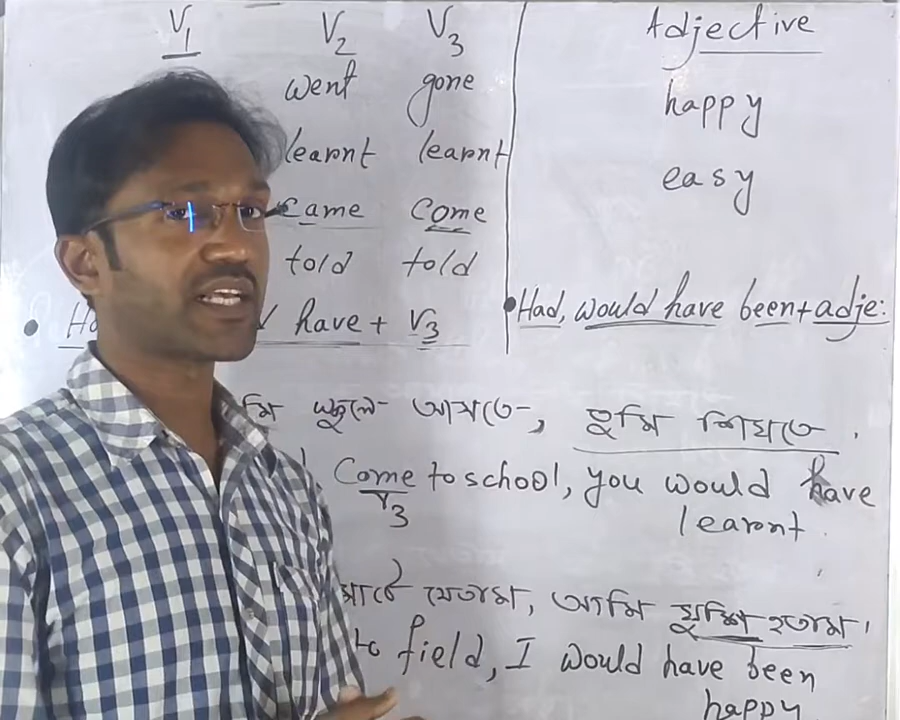 V1 V2 V3
went gone
learnt learnt
came come
told told
have + V3
Adjective
happy
easy
Had, would have been + adje:
স্কুলে আসতে, তুমি শিখতে.
Come to school, you would have
V3
learnt.
মাঠে যেতাম, আমি খুশি হতাম।
to field, I would have been
happy